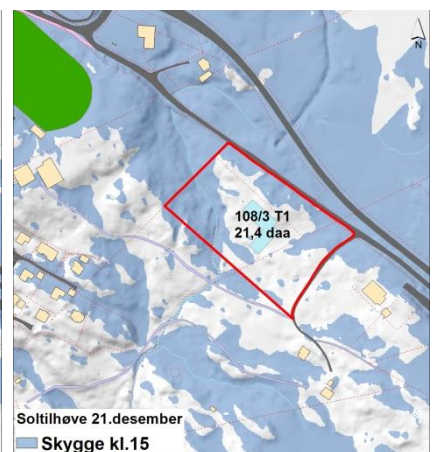 N
108/3 T1
21,4 daa
Soltilhøve 21.desember
Skygge kl.15